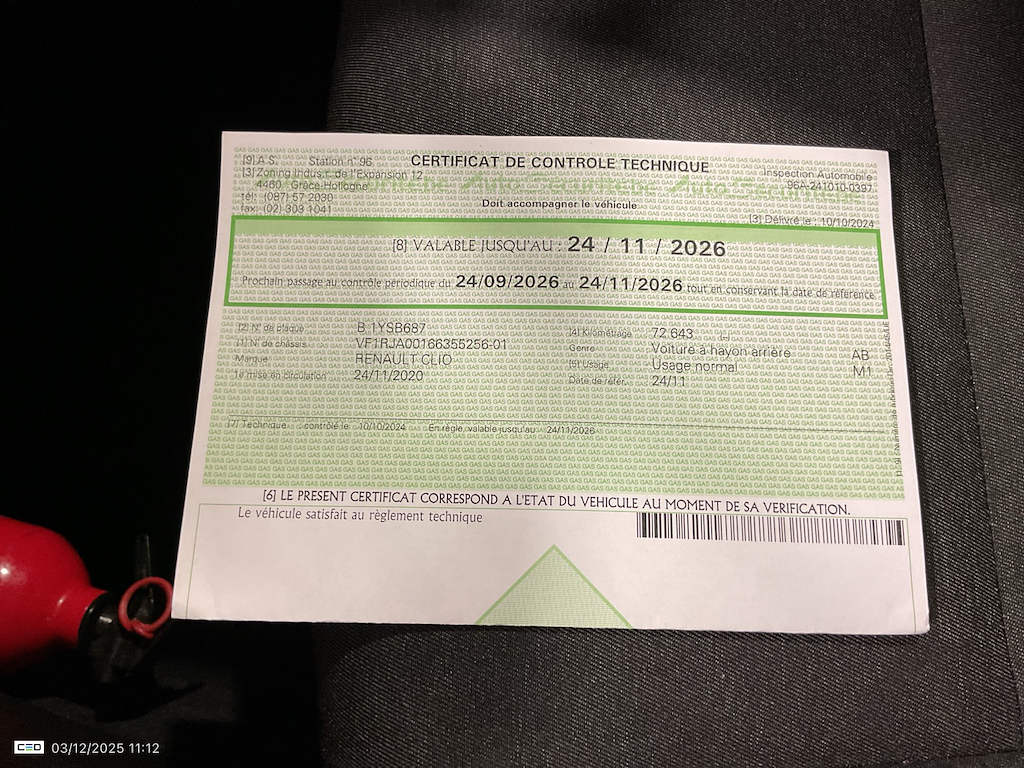 [9] A.S. Station n° 96
CERTIFICAT DE CONTROLE TECHNIQUE
Inspection Automobile
[3] Zoning Indus. de l'Expansion 12
96A-241010-0397
4460 Grâce-Hollogne
tél: (087) 57 2030
Doit accompagner le véhicule
fax: (02) 303 1041
[3] Délivré le : 10/10/2024
[8] VALABLE JUSQU'AU : 24 / 11 / 2026
Prochain passage au contrôle périodique du 24/09/2026 au 24/11/2026 tout en conservant la date de référence
[2] N° de plaque B 1YSB687
[4] Kilométrage 72.643
[1] N° de châssis VF1RJA00166355256-01
Genre Voiture à hayon arrière AB
Marque RENAULT CLIO
[5] Usage Usage normal M1
1e mise en circulation 24/11/2020
Date de référ. 24/11
[7] Technique : contrôlé le 10/10/2024 En règle, valable jusqu'au 24/11/2026
[6] LE PRESENT CERTIFICAT CORRESPOND A L'ETAT DU VEHICULE AU MOMENT DE SA VERIFICATION.
Le véhicule satisfait au règlement technique
CEO 03/12/2025 11:12